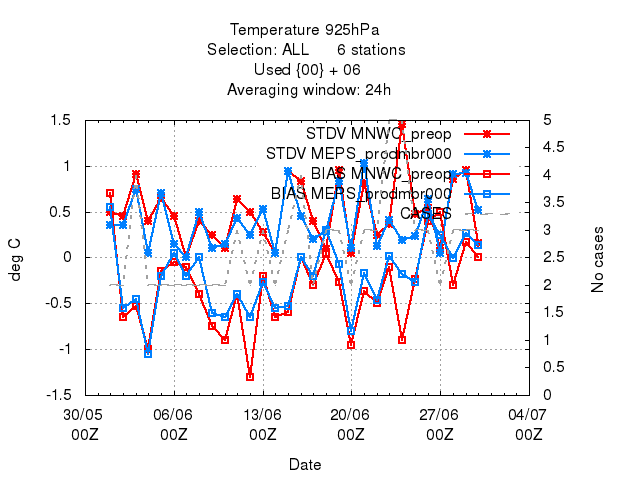 Temperature 925hPa
Selection: ALL 6 stations
Used {00} + 06
Averaging window: 24h
STDV MNWC_preop
STDV MEPS_prodmbr000
BIAS MNWC_preop
BIAS MEPS_prodmbr000
CASES
1.5
1
0.5
0
-0.5
-1
-1.5
deg C
5
4.5
4
3.5
3
2.5
2
1.5
1
0.5
0
No cases
30/05 06/06 13/06 20/06 27/06 04/07
00Z 00Z 00Z 00Z 00Z 00Z
Date